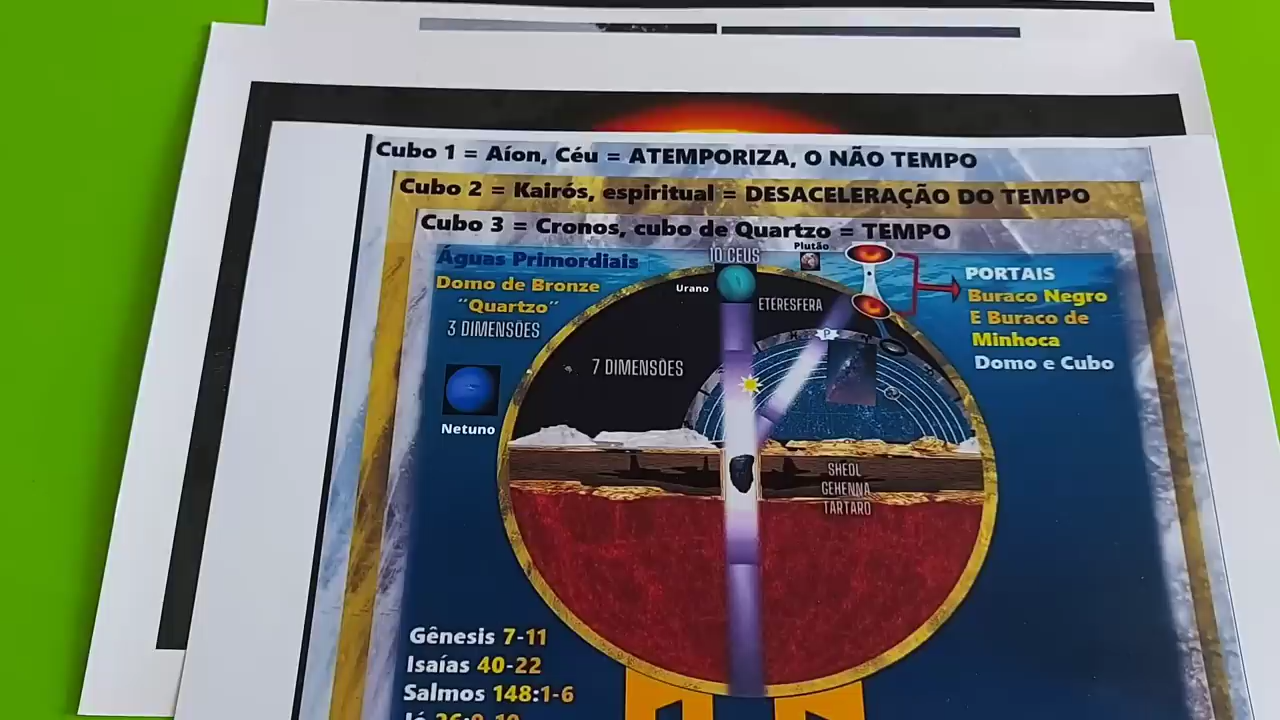 Cubo 1 = Aíon, Céu = ATEMPORIZA, O NÃO TEMPO
Cubo 2 = Kairós, espiritual = DESACELERAÇÃO DO TEMPO
Cubo 3 = Cronos, cubo de Quartzo = TEMPO
Águas Primordiais
Domo de Bronze
"Quartzo"
3 DIMENSÕES
10 CEUS
Urano
Plutão
ETERESFERA
7 DIMENSÕES
PORTAIS
Buraco Negro
E Buraco de
Minhoca
Domo e Cubo
Netuno
SHEOL
GEHENNA
TARTARO
Gênesis 7-11
Isaías 40-22
Salmos 148:1-6